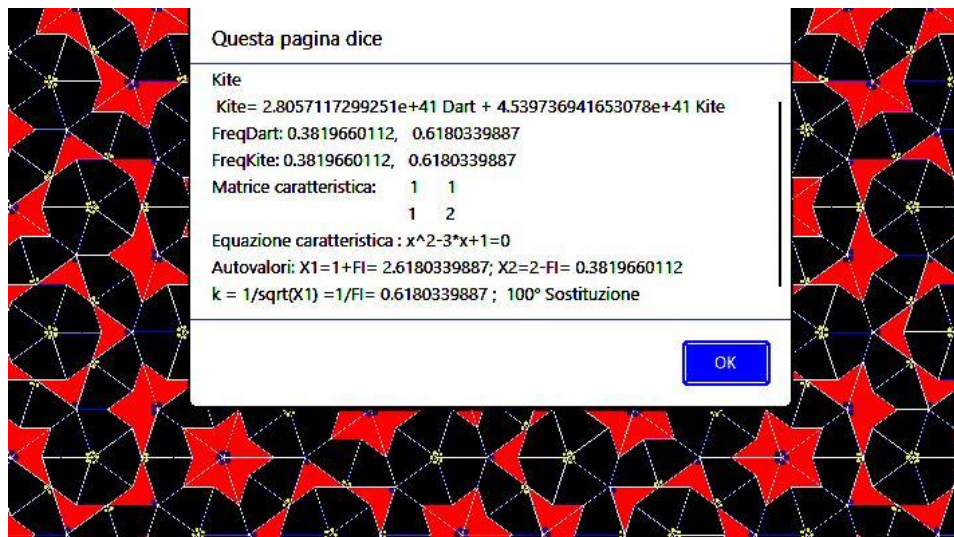 Questa pagina dice
Kite
Kite= 2.8057117299251e+41 Dart + 4.539736941653078e+41 Kite
FreqDart: 0.3819660112, 0.6180339887
FreqKite: 0.3819660112, 0.6180339887
Matrice caratteristica: 1 1
1 2
Equazione caratteristica : x^2-3*x+1=0
Autovalori: X1=1+FI= 2.6180339887; X2=2-FI= 0.3819660112
k = 1/sqrt(X1) =1/FI= 0.6180339887 ; 100° Sostituzione
OK